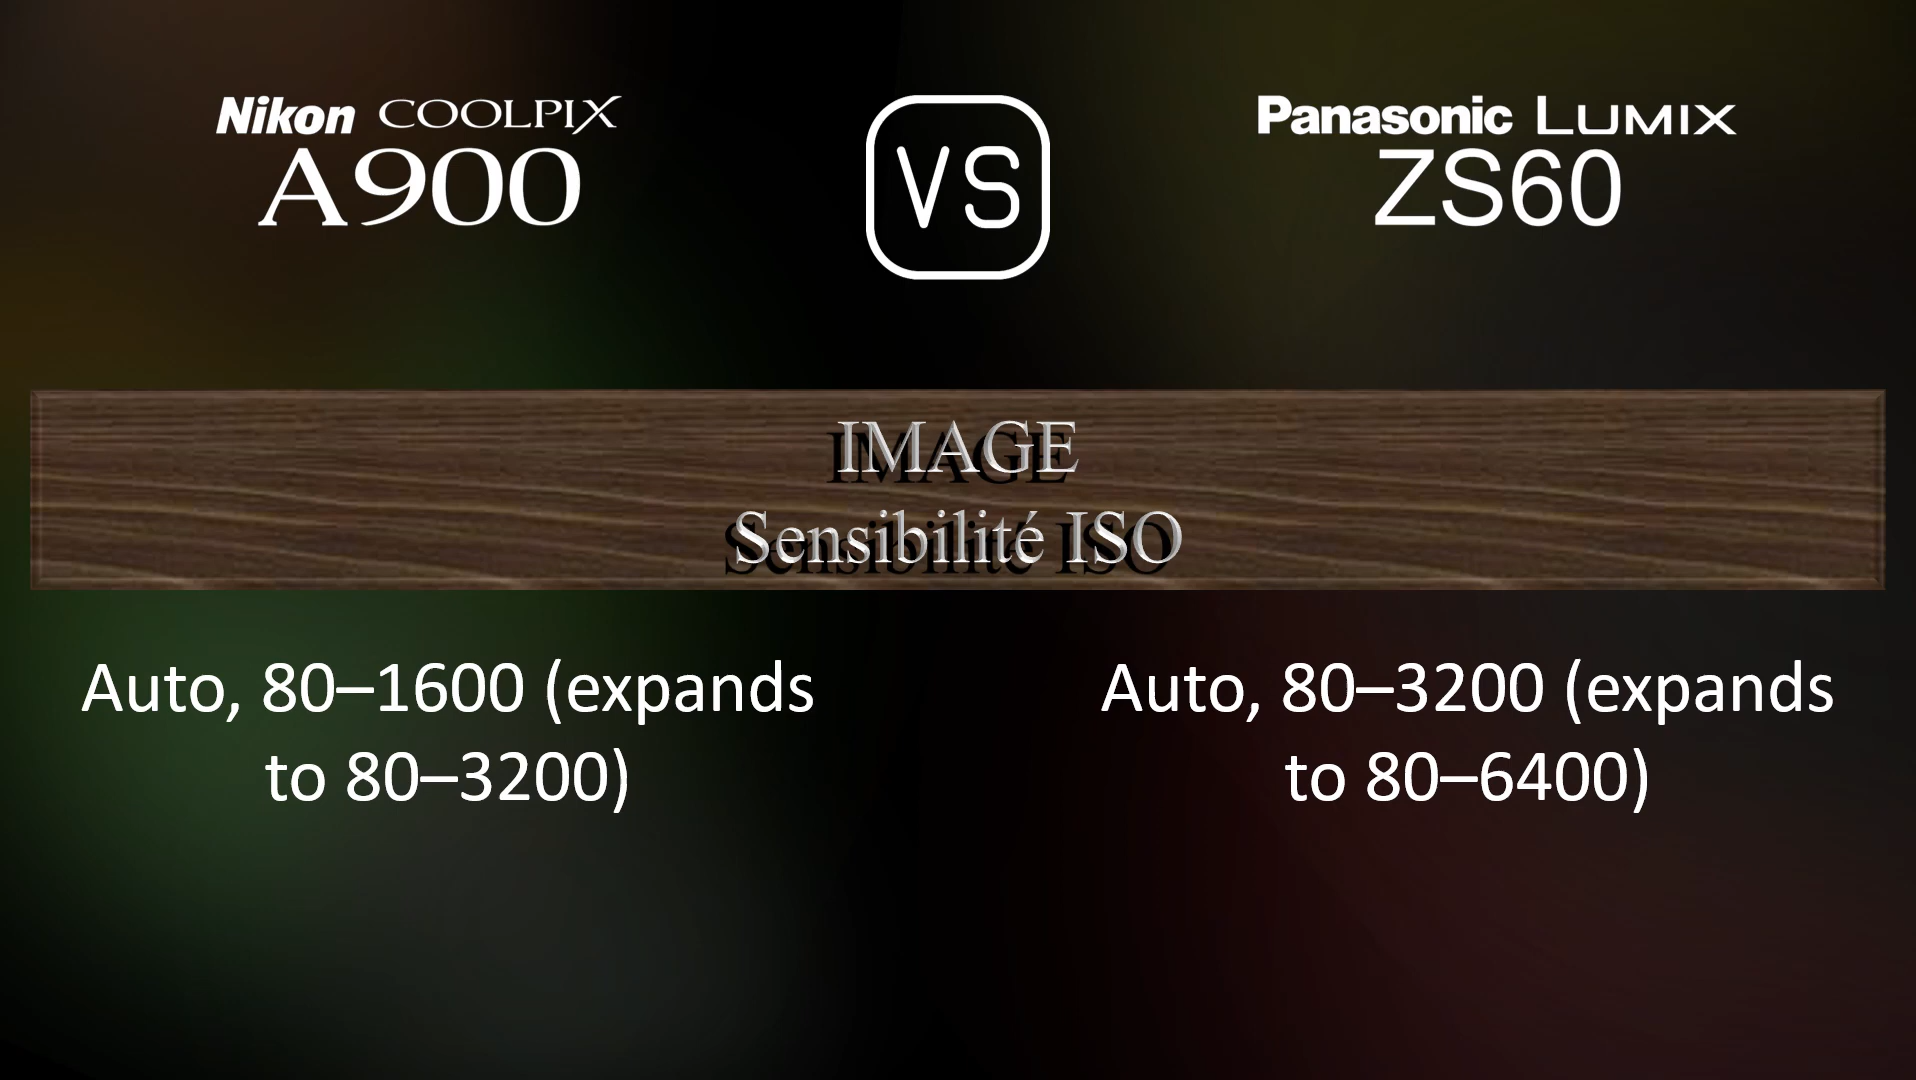 Nikon COOLPIX
A900
VS
Panasonic LUMIX
ZS60
IMAGE
Sensibilité ISO
Auto, 80–1600 (expands
to 80–3200)
Auto, 80–3200 (expands
to 80–6400)